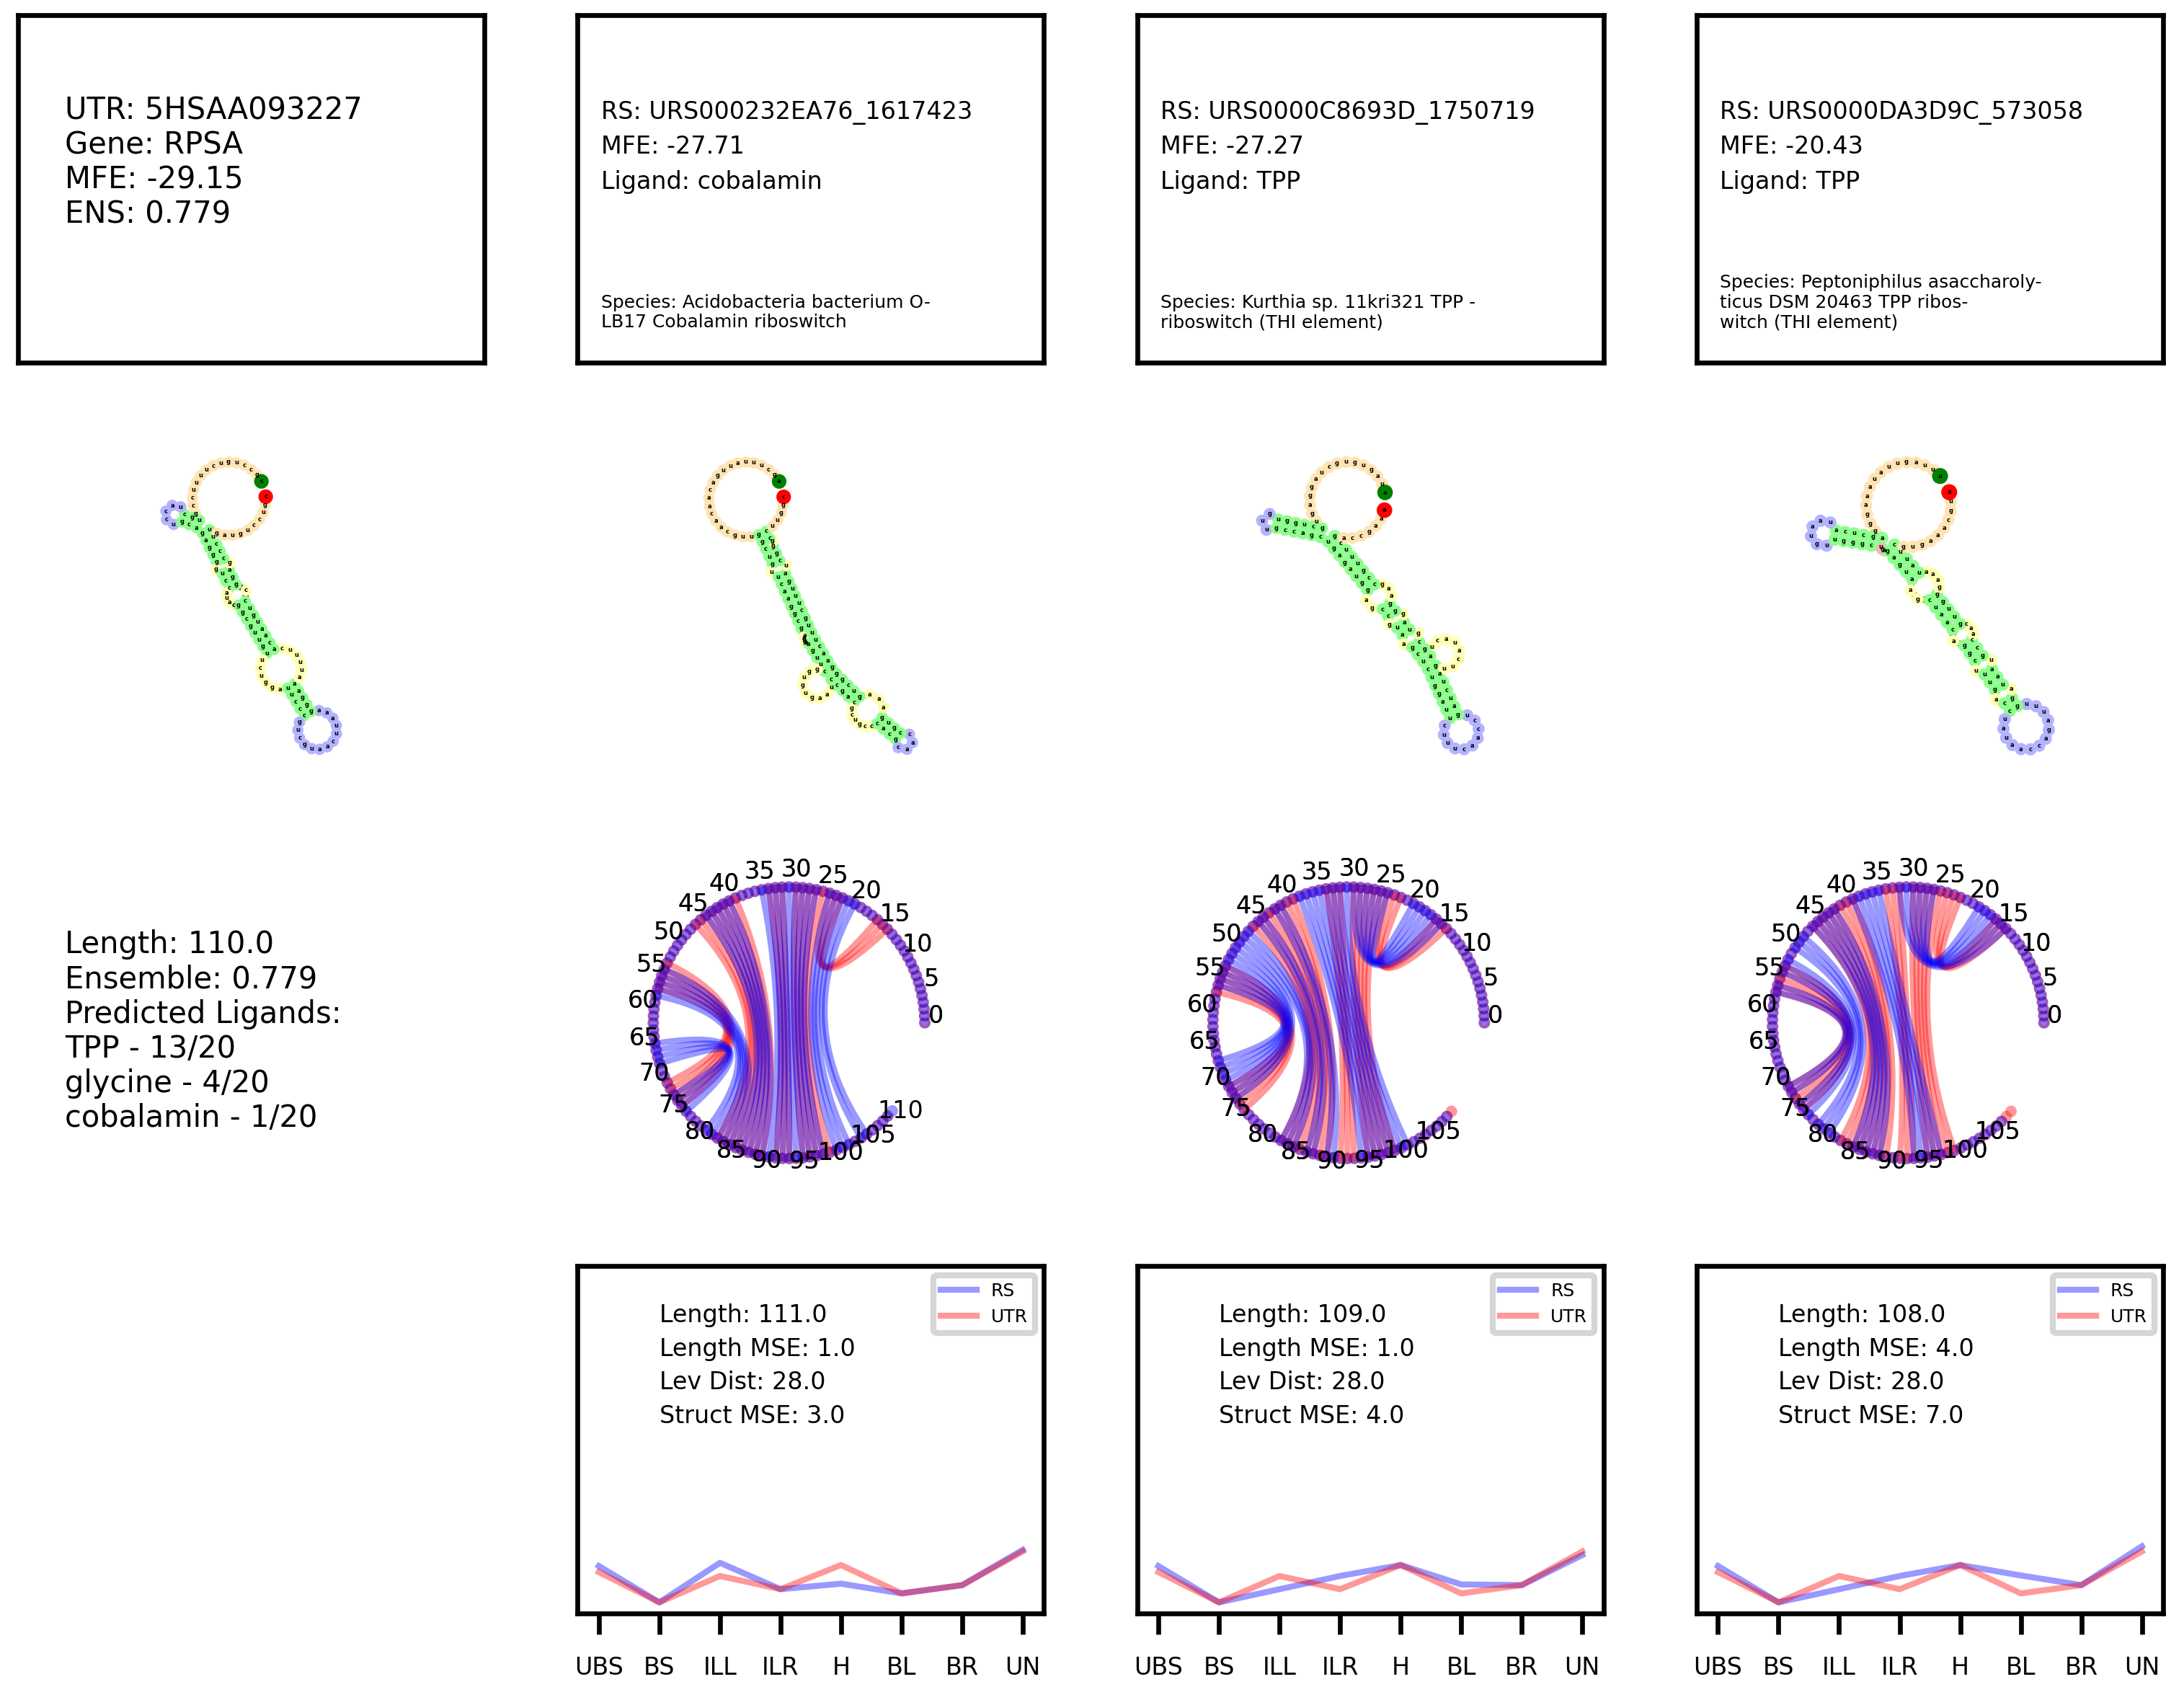 UTR: 5HSAA093227
Gene: RPSA
MFE: -29.15
ENS: 0.779
RS: URS000232EA76_1617423
MFE: -27.71
Ligand: cobalamin
Species: Acidobacteria bacterium O-
LB17 Cobalamin riboswitch
RS: URS0000C8693D_1750719
MFE: -27.27
Ligand: TPP
Species: Kurthia sp. 11kri321 TPP -
riboswitch (THI element)
RS: URS0000DA3D9C_573058
MFE: -20.43
Ligand: TPP
Species: Peptoniphilus asaccharoly-
ticus DSM 20463 TPP ribos-
witch (THI element)
Length: 110.0
Ensemble: 0.779
Predicted Ligands:
TPP - 13/20
glycine - 4/20
cobalamin - 1/20
0
5
10
15
20
25
30
35
40
45
50
55
60
65
70
75
80
85
90
95
100
105
110
0
5
10
15
20
25
30
35
40
45
50
55
60
65
70
75
80
85
90
95
100
105
0
5
10
15
20
25
30
35
40
45
50
55
60
65
70
75
80
85
90
95
100
105
RS
UTR
Length: 111.0
Length MSE: 1.0
Lev Dist: 28.0
Struct MSE: 3.0
UBS BS ILL ILR H BL BR UN
RS
UTR
Length: 109.0
Length MSE: 1.0
Lev Dist: 28.0
Struct MSE: 4.0
UBS BS ILL ILR H BL BR UN
RS
UTR
Length: 108.0
Length MSE: 4.0
Lev Dist: 28.0
Struct MSE: 7.0
UBS BS ILL ILR H BL BR UN